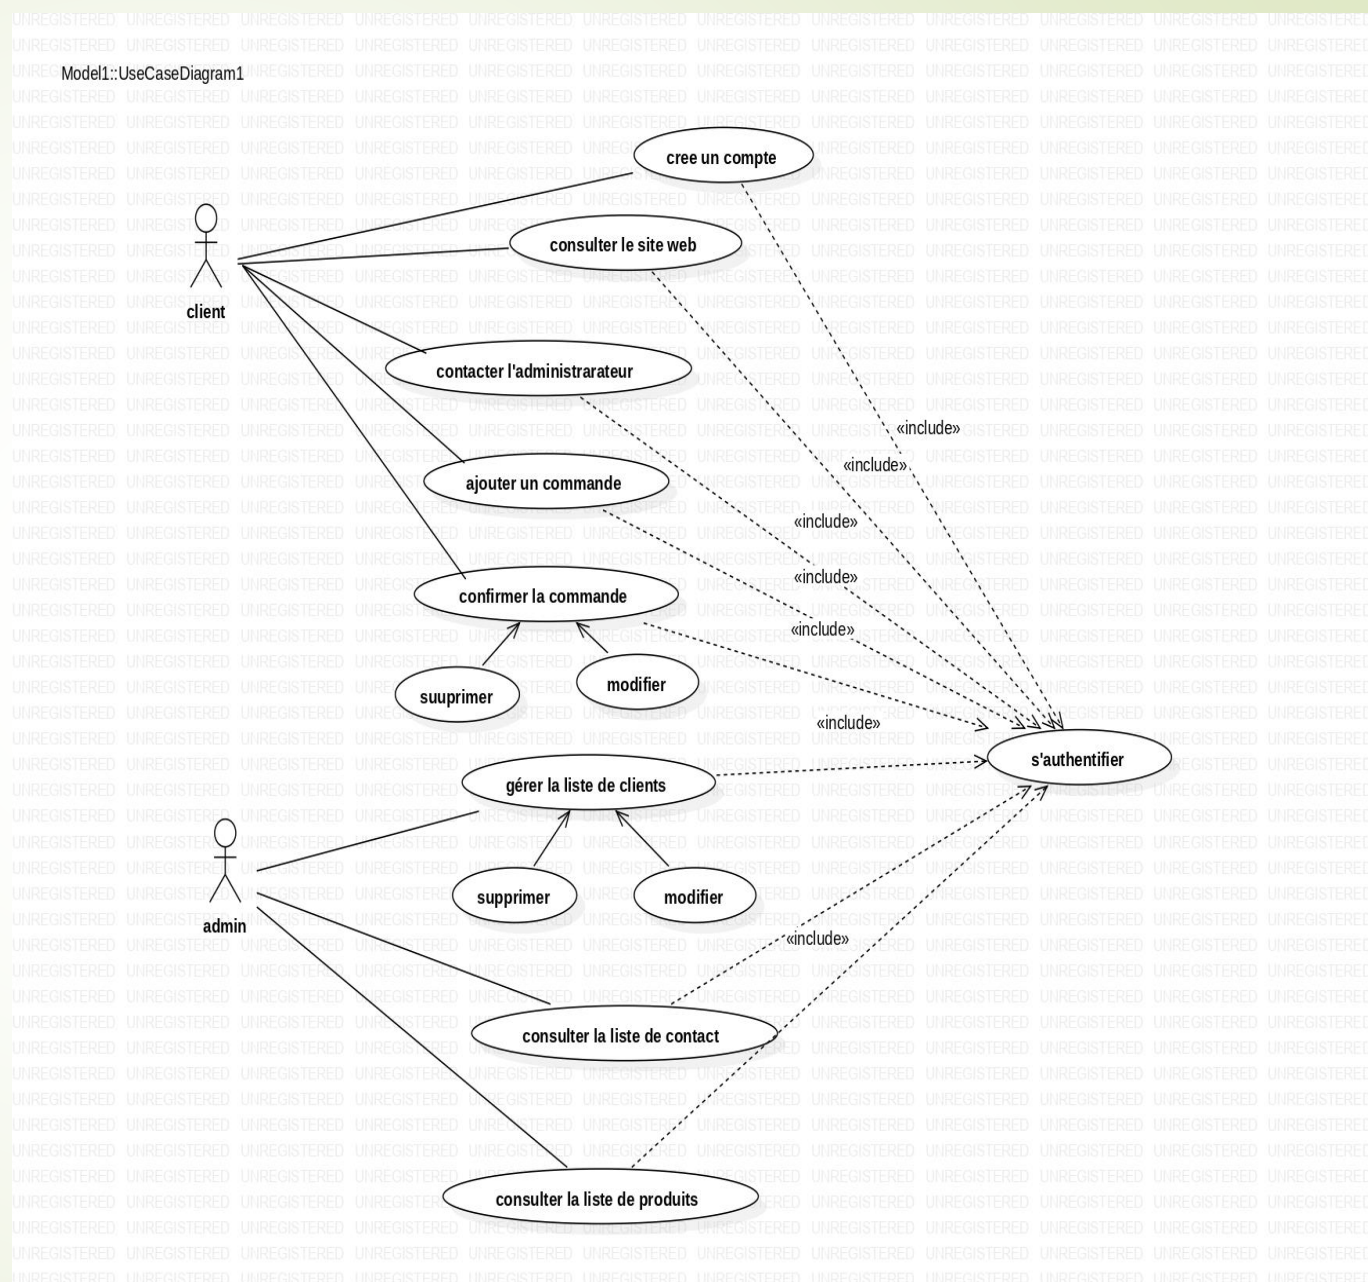 Model1::UseCaseDiagram1
cree un compte
consulter le site web
client
contacter l'administrarateur
«include»
«include»
ajouter un commande
«include»
«include»
confirmer la commande
«include»
suuprimer
modifier
«include»
s'authentifier
gérer la liste de clients
supprimer
modifier
admin
«include»
consulter la liste de contact
consulter la liste de produits
UNREGISTERED